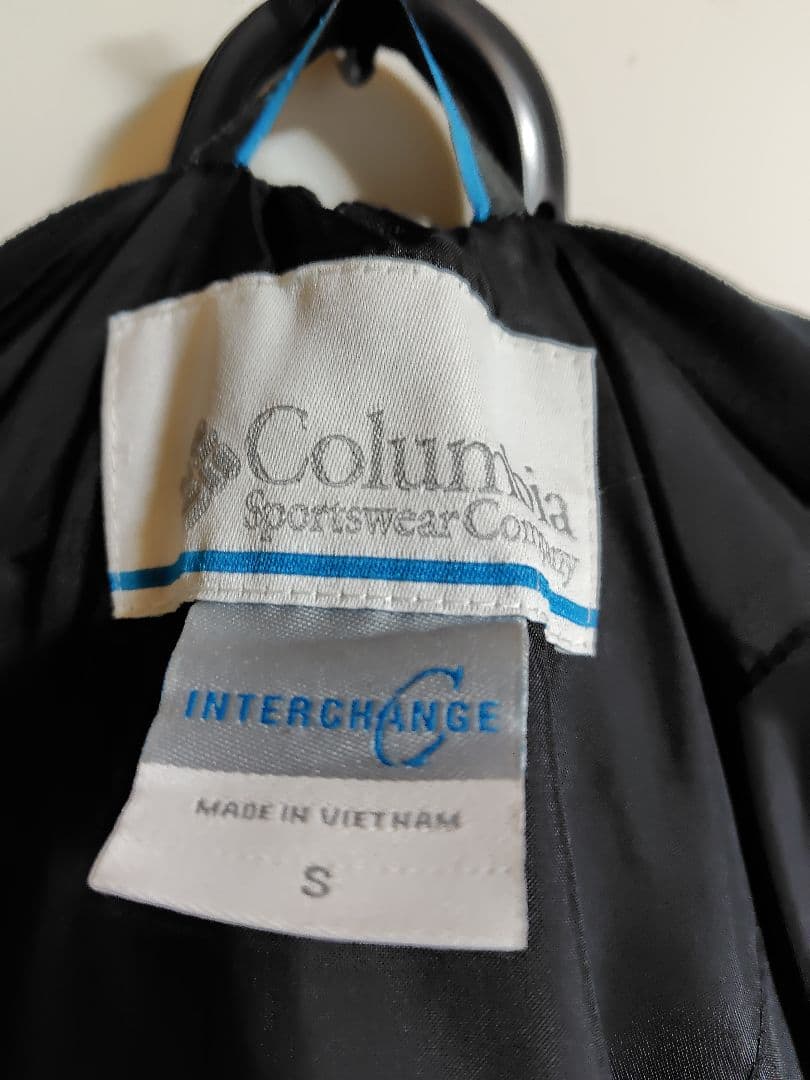 Columbia
Sportswear Company
INTERCHANGE
C
MADE IN VIETNAM
S